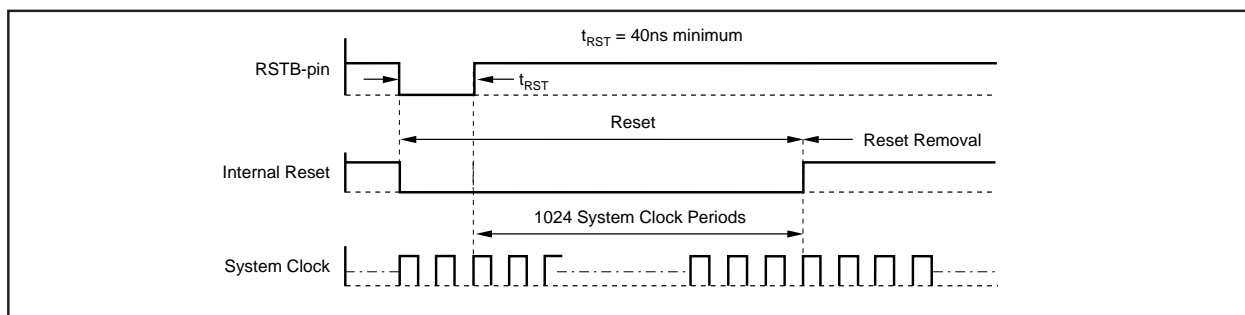 t_RST = 40ns minimum
RSTB-pin
t_RST
Reset
Reset Removal
Internal Reset
1024 System Clock Periods
System Clock